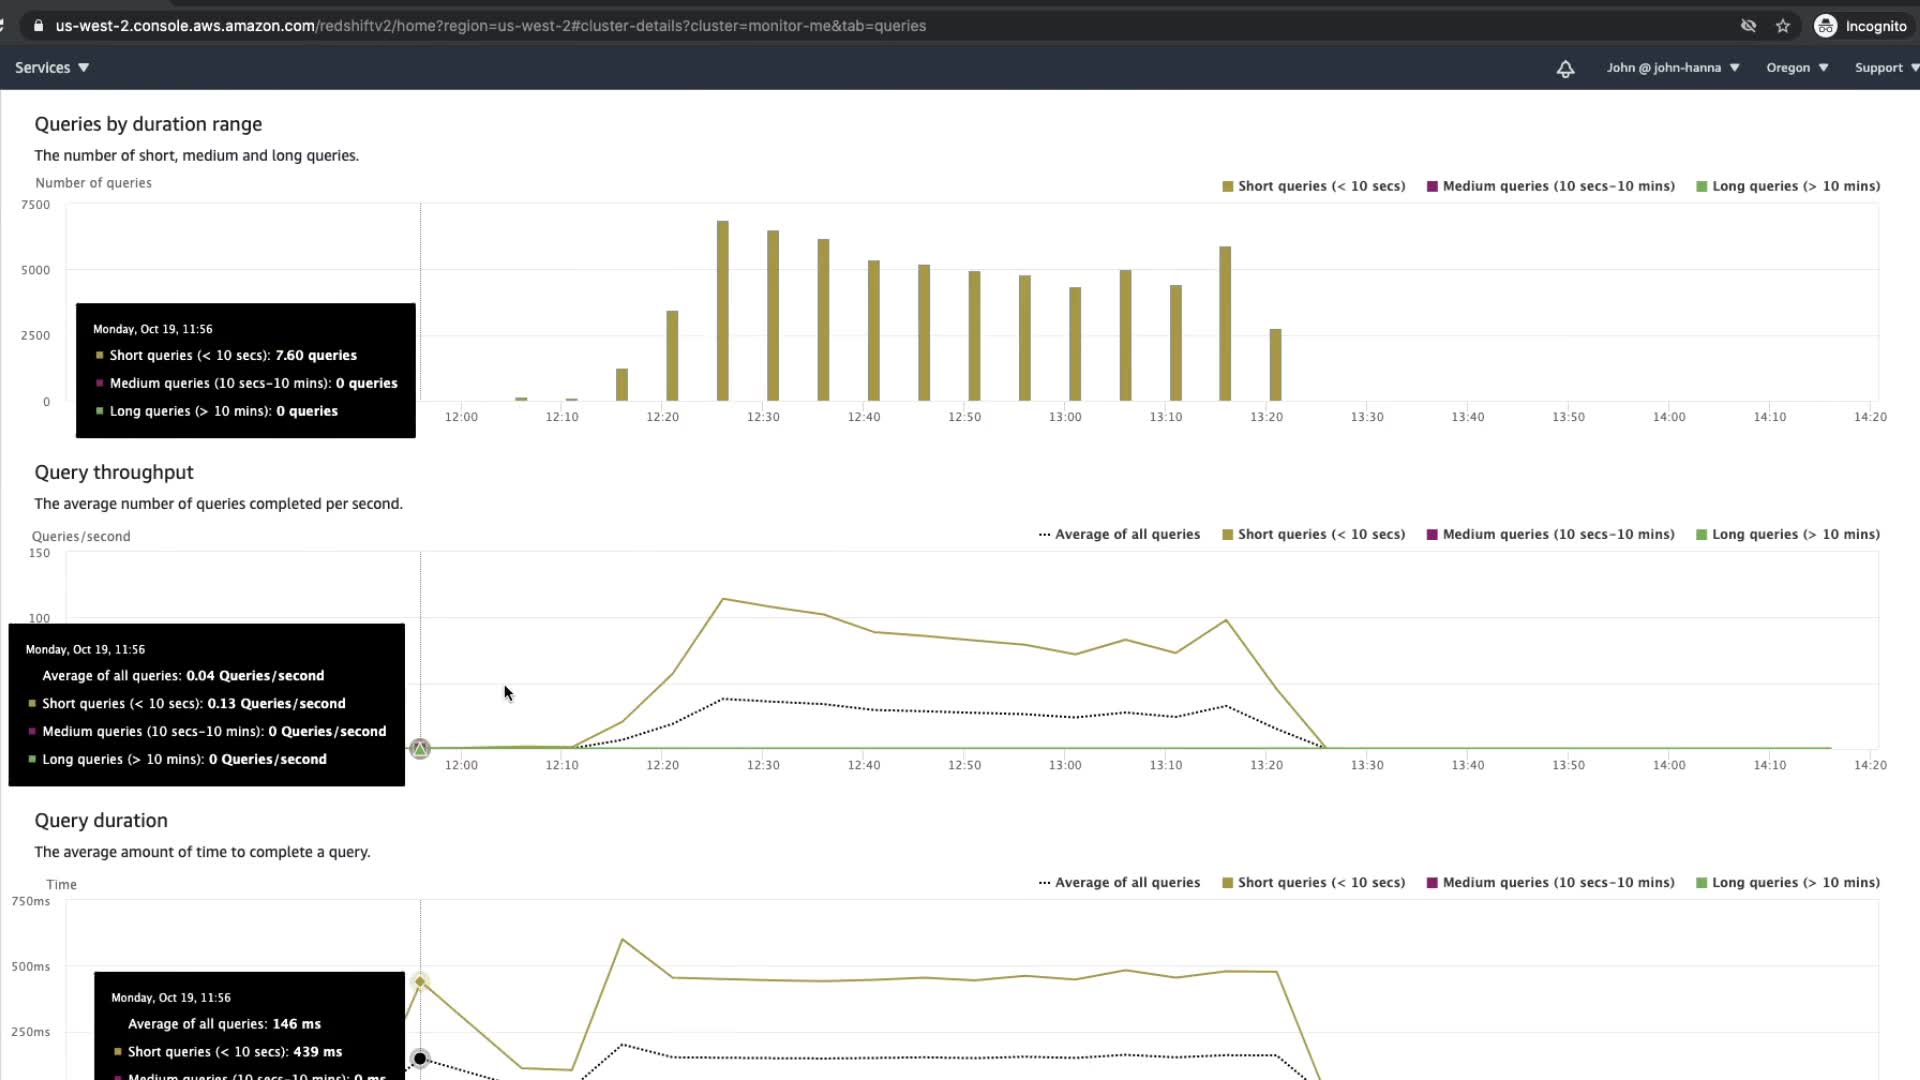 us-west-2.console.aws.amazon.com/redshiftv2/home?region=us-west-2#cluster-details?cluster=monitor-me&tab=queries
Incognito
Services
John @ john-hanna
Oregon
Support
Queries by duration range
The number of short, medium and long queries.
Number of queries
Short queries (< 10 secs) Medium queries (10 secs-10 mins) Long queries (> 10 mins)
7500
5000
2500
0
Monday, Oct 19, 11:56
Short queries (< 10 secs): 7.60 queries
Medium queries (10 secs-10 mins): 0 queries
Long queries (> 10 mins): 0 queries
12:00 12:10 12:20 12:30 12:40 12:50 13:00 13:10 13:20 13:30 13:40 13:50 14:00 14:10 14:20
Query throughput
The average number of queries completed per second.
Queries/second
Average of all queries Short queries (< 10 secs) Medium queries (10 secs-10 mins) Long queries (> 10 mins)
150
100
Monday, Oct 19, 11:56
Average of all queries: 0.04 Queries/second
Short queries (< 10 secs): 0.13 Queries/second
Medium queries (10 secs-10 mins): 0 Queries/second
Long queries (> 10 mins): 0 Queries/second
12:00 12:10 12:20 12:30 12:40 12:50 13:00 13:10 13:20 13:30 13:40 13:50 14:00 14:10 14:20
Query duration
The average amount of time to complete a query.
Time
Average of all queries Short queries (< 10 secs) Medium queries (10 secs-10 mins) Long queries (> 10 mins)
750ms
500ms
250ms
Monday, Oct 19, 11:56
Average of all queries: 146 ms
Short queries (< 10 secs): 439 ms
Medium queries (10 secs-10 mins): 0 ms